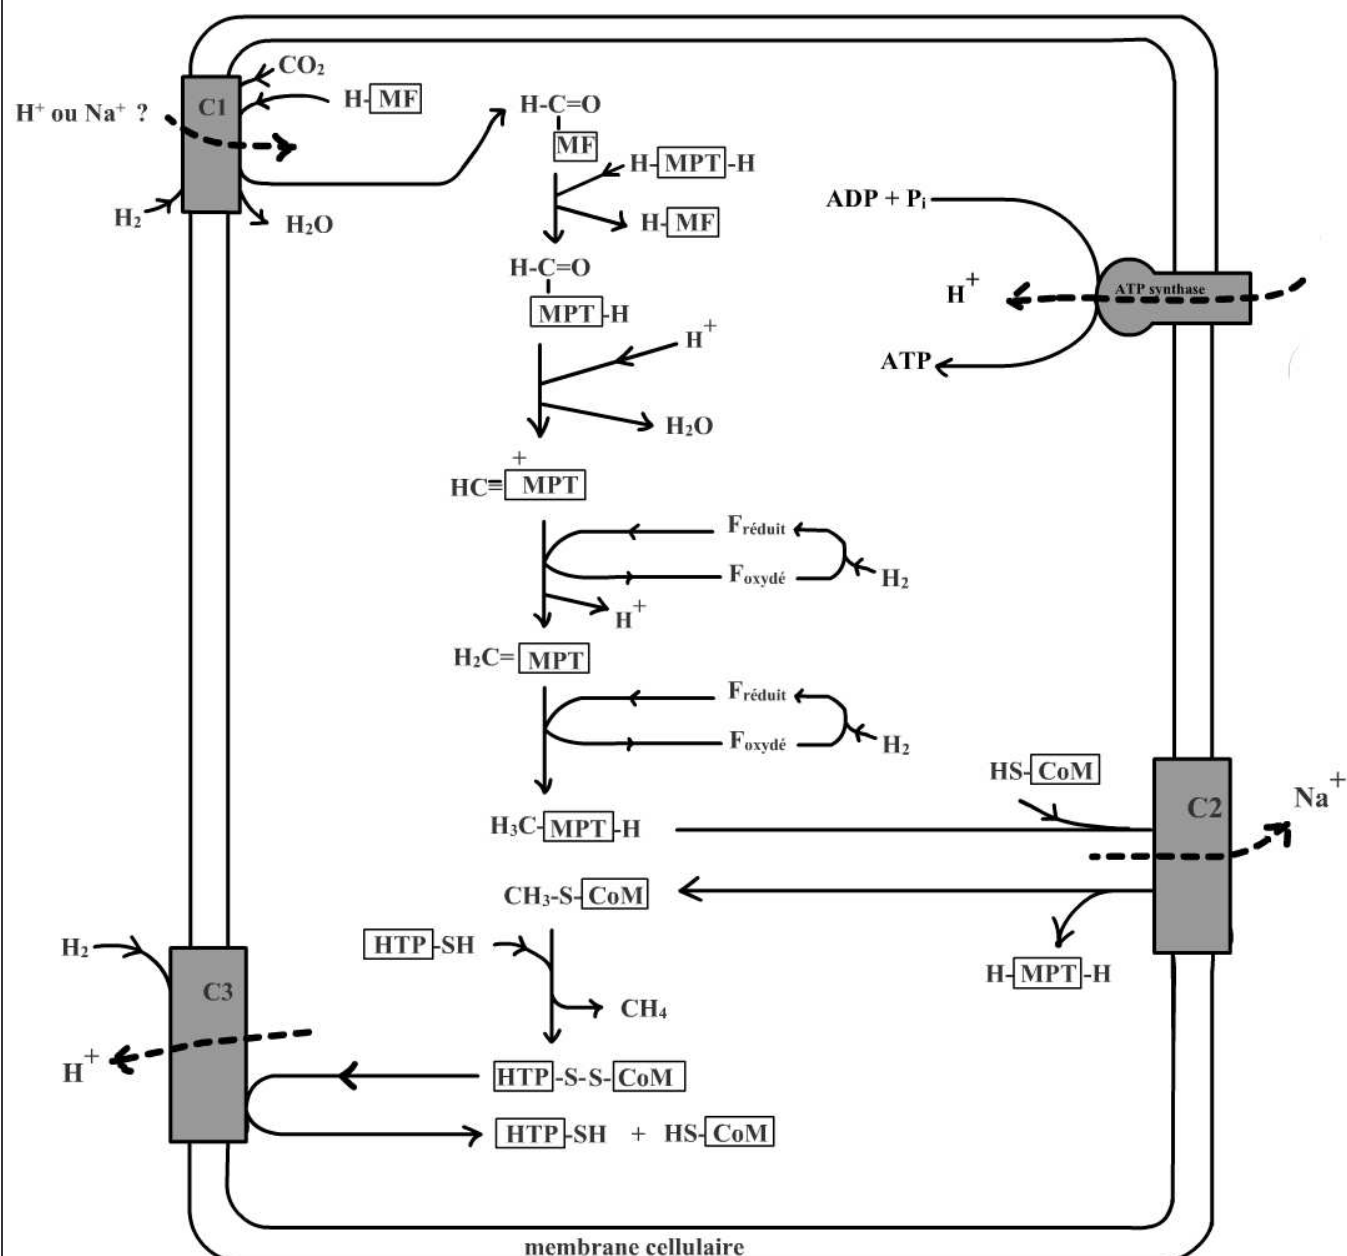 CO₂
H⁺ ou Na⁺ ?
C1
H-MF
H-C=O
MF
H-MPT-H
H₂
H₂O
H-MF
ADP + Pᵢ
H-C=O
MPT-H
H⁺
ATP synthase
H⁺
ATP
H₂O
+
HC≡MPT
Fréduit
Foxydé
H₂
H⁺
H₂C=MPT
Fréduit
Foxydé
H₂
HS-CoM
C2
Na⁺
H₃C-MPT-H
CH₃-S-CoM
H₂
HTP-SH
H-MPT-H
C3
CH₄
H⁺
HTP-S-S-CoM
HTP-SH + HS-CoM
membrane cellulaire